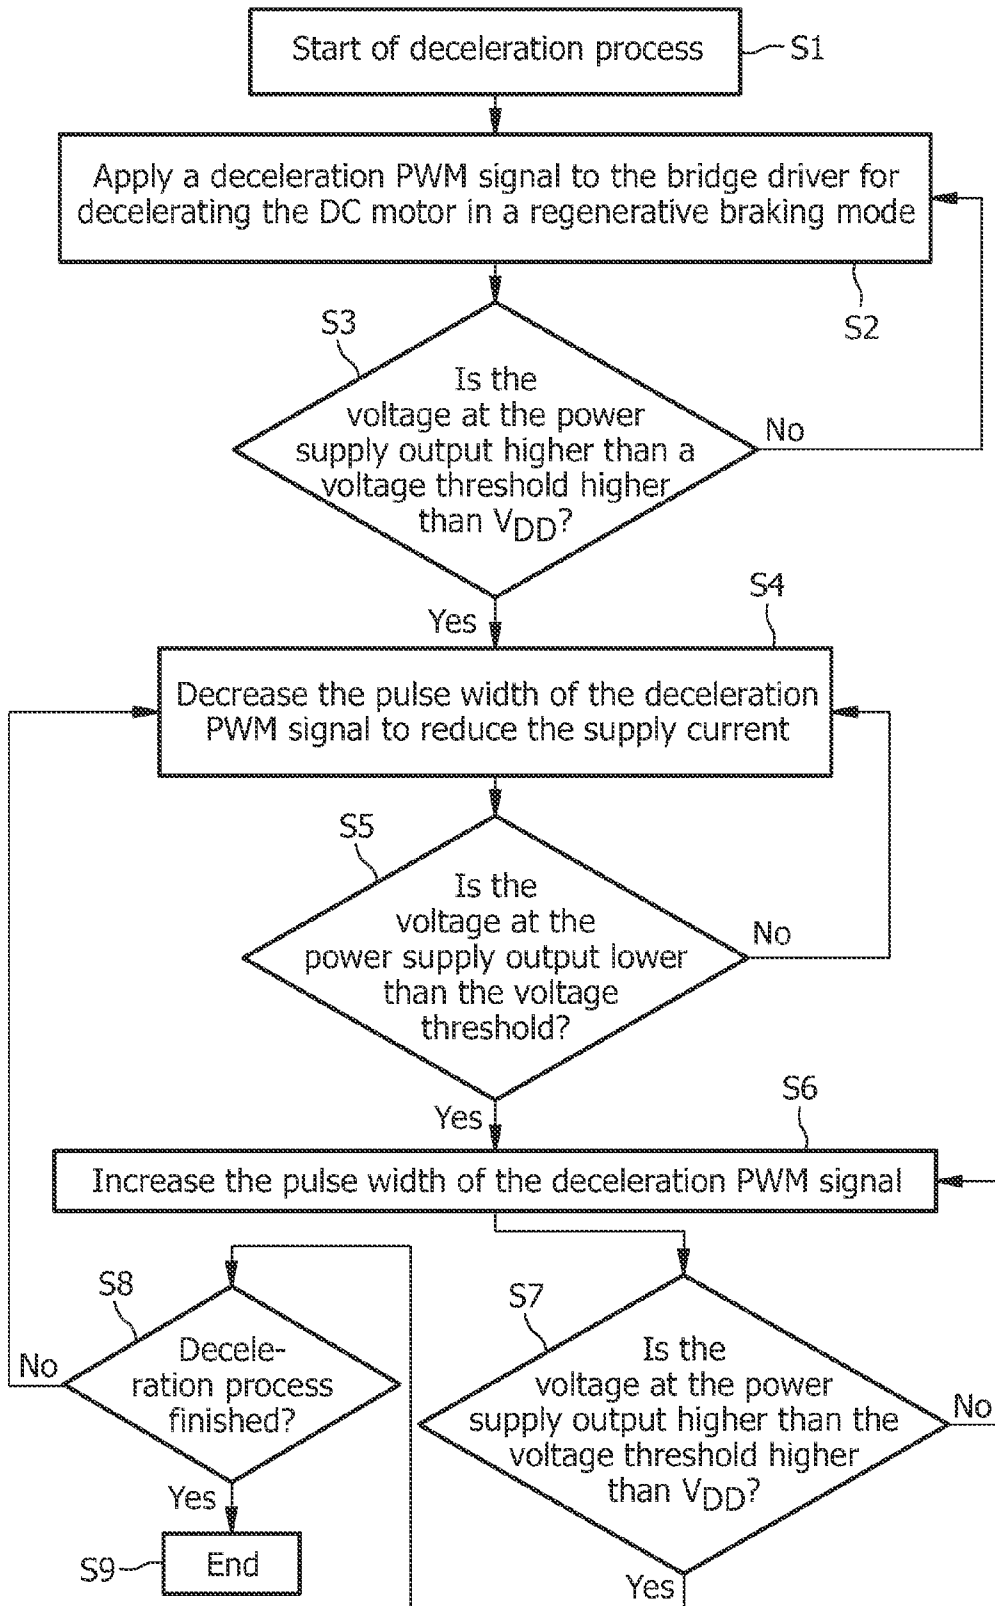 Start of deceleration process
S1
Apply a deceleration PWM signal to the bridge driver for
decelerating the DC motor in a regenerative braking mode
S2
S3
Is the
voltage at the power
supply output higher than a
voltage threshold higher
than VDD?
No
Yes
S4
Decrease the pulse width of the deceleration
PWM signal to reduce the supply current
S5
Is the
voltage at the
power supply output lower
than the voltage
threshold?
No
Yes
S6
Increase the pulse width of the deceleration PWM signal
S8
Decele-
ration process
finished?
No
Yes
S9
End
S7
Is the
voltage at the power
supply output higher than the
voltage threshold higher
than VDD?
No
Yes